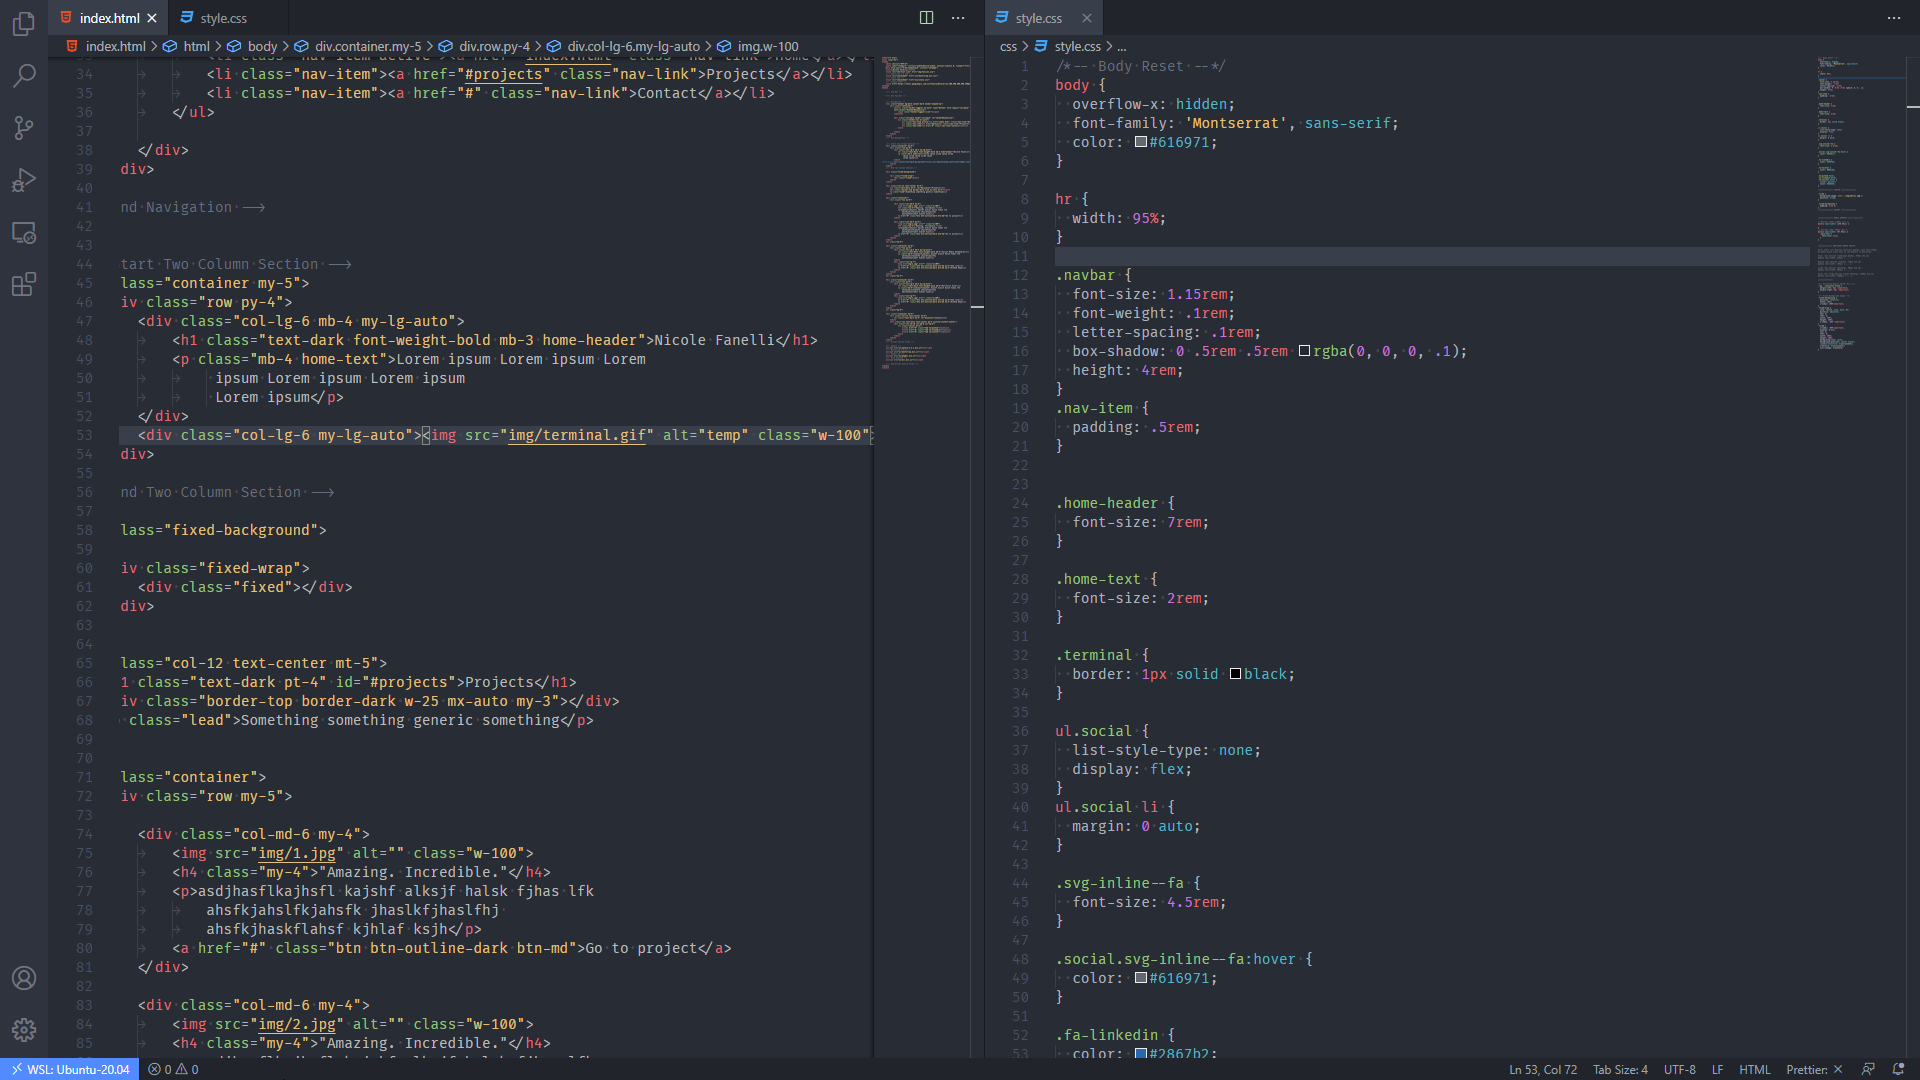 index.html
style.css
index.html > html > body > div.container.my-5 > div.row.py-4 > div.col-lg-6.my-lg-auto > img.w-100
34 <li class="nav-item"><a href="#projects" class="nav-link">Projects</a></li>
35 <li class="nav-item"><a href="#" class="nav-link">Contact</a></li>
36 </ul>
37
38 </div>
39 div>
40
41 nd Navigation -->
42
43
44 tart Two Column Section -->
45 lass="container my-5">
46 iv class="row py-4">
47 <div class="col-lg-6 mb-4 my-lg-auto">
48 <h1 class="text-dark font-weight-bold mb-3 home-header">Nicole Fanelli</h1>
49 <p class="mb-4 home-text">Lorem ipsum Lorem ipsum Lorem
50 ipsum Lorem ipsum Lorem ipsum
51 Lorem ipsum</p>
52 </div>
53 <div class="col-lg-6 my-lg-auto"><img src="img/terminal.gif" alt="temp" class="w-100">
54 div>
55
56 nd Two Column Section -->
57
58 lass="fixed-background">
59
60 iv class="fixed-wrap">
61 <div class="fixed"></div>
62 div>
63
64
65 lass="col-12 text-center mt-5">
66 1 class="text-dark pt-4" id="#projects">Projects</h1>
67 iv class="border-top border-dark w-25 mx-auto my-3"></div>
68 class="lead">Something something generic something</p>
69
70
71 lass="container">
72 iv class="row my-5">
73
74 <div class="col-md-6 my-4">
75 <img src="img/1.jpg" alt="" class="w-100">
76 <h4 class="my-4">"Amazing. Incredible."</h4>
77 <p>asdjhasflkajhsfl kajshf alksjf halsk fjhas lfk
78 ahsfkjahslfkjahsfk jhaslkfjhaslfhj
79 ahsfkjhaskflahsf kjhlaf ksjh</p>
80 <a href="#" class="btn btn-outline-dark btn-md">Go to project</a>
81 </div>
82
83 <div class="col-md-6 my-4">
84 <img src="img/2.jpg" alt="" class="w-100">
85 <h4 class="my-4">"Amazing. Incredible."</h4>
style.css
css > style.css > ...
1 /*-- Body Reset --*/
2 body {
3 overflow-x: hidden;
4 font-family: 'Montserrat', sans-serif;
5 color: #616971;
6 }
7
8 hr {
9 width: 95%;
10 }
11
12 .navbar {
13 font-size: 1.15rem;
14 font-weight: .1rem;
15 letter-spacing: .1rem;
16 box-shadow: 0 .5rem .5rem rgba(0, 0, 0, .1);
17 height: 4rem;
18 }
19 .nav-item {
20 padding: .5rem;
21 }
22
23
24 .home-header {
25 font-size: 7rem;
26 }
27
28 .home-text {
29 font-size: 2rem;
30 }
31
32 .terminal {
33 border: 1px solid black;
34 }
35
36 ul.social {
37 list-style-type: none;
38 display: flex;
39 }
40 ul.social li {
41 margin: 0 auto;
42 }
43
44 .svg-inline--fa {
45 font-size: 4.5rem;
46 }
47
48 .social.svg-inline--fa:hover {
49 color: #616971;
50 }
51
52 .fa-linkedin {
53 color: #2867b2;
WSL: Ubuntu-20.04 0 0
Ln 53, Col 72 Tab Size: 4 UTF-8 LF HTML Prettier: ×